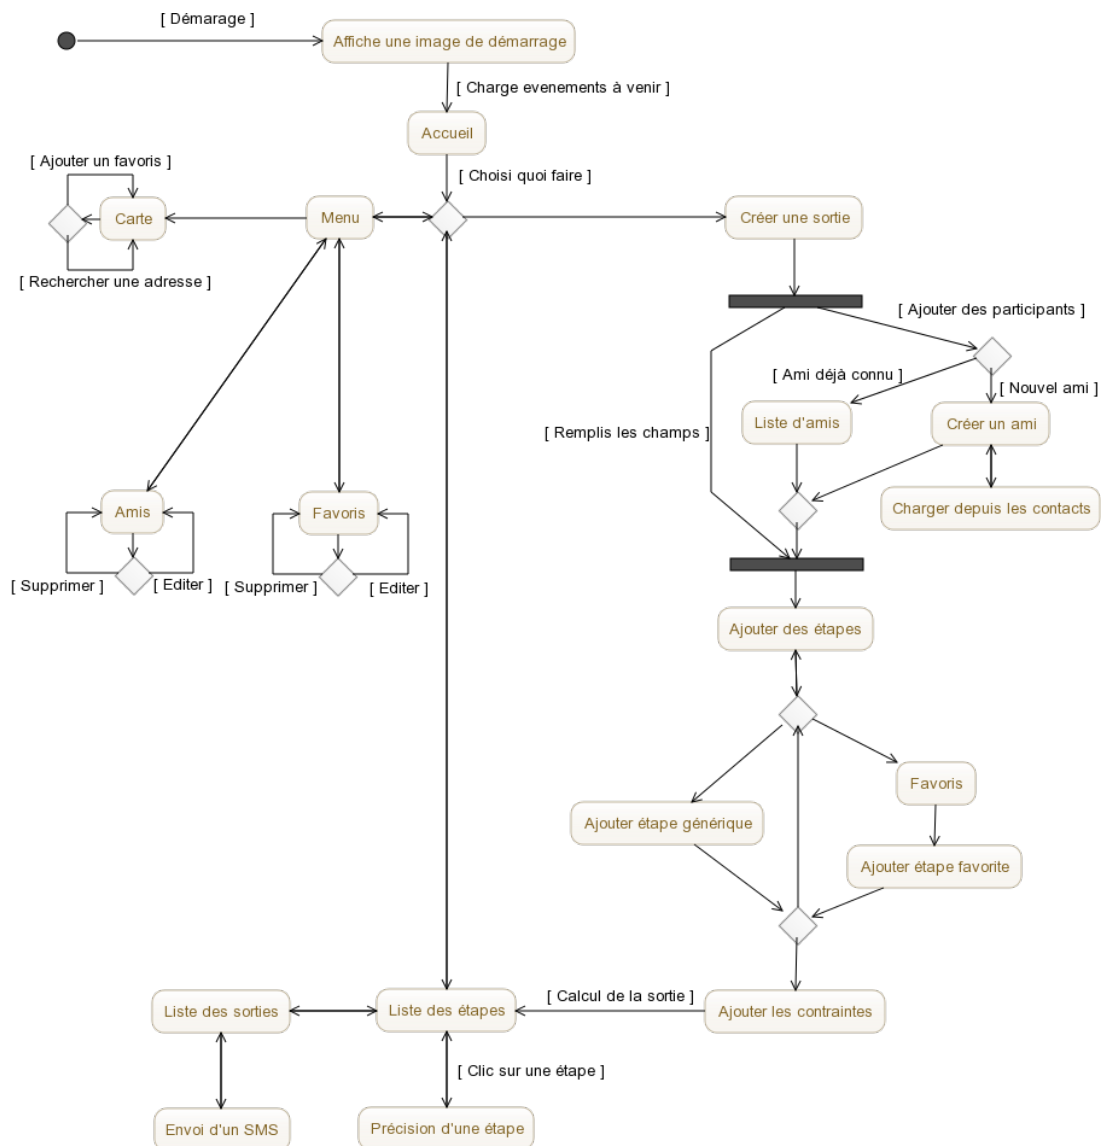 [ Démarage ]
Affiche une image de démarrage
[ Charge evenements à venir ]
Accueil
[ Ajouter un favoris ]
[ Choisi quoi faire ]
Carte
Menu
Créer une sortie
[ Rechercher une adresse ]
[ Ajouter des participants ]
[ Ami déjà connu ]
[ Nouvel ami ]
Liste d'amis
Créer un ami
[ Remplis les champs ]
Charger depuis les contacts
Amis
Favoris
[ Supprimer ]
[ Editer ]
[ Supprimer ]
[ Editer ]
Ajouter des étapes
Favoris
Ajouter étape générique
Ajouter étape favorite
[ Calcul de la sortie ]
Liste des sorties
Liste des étapes
Ajouter les contraintes
[ Clic sur une étape ]
Envoi d'un SMS
Précision d'une étape